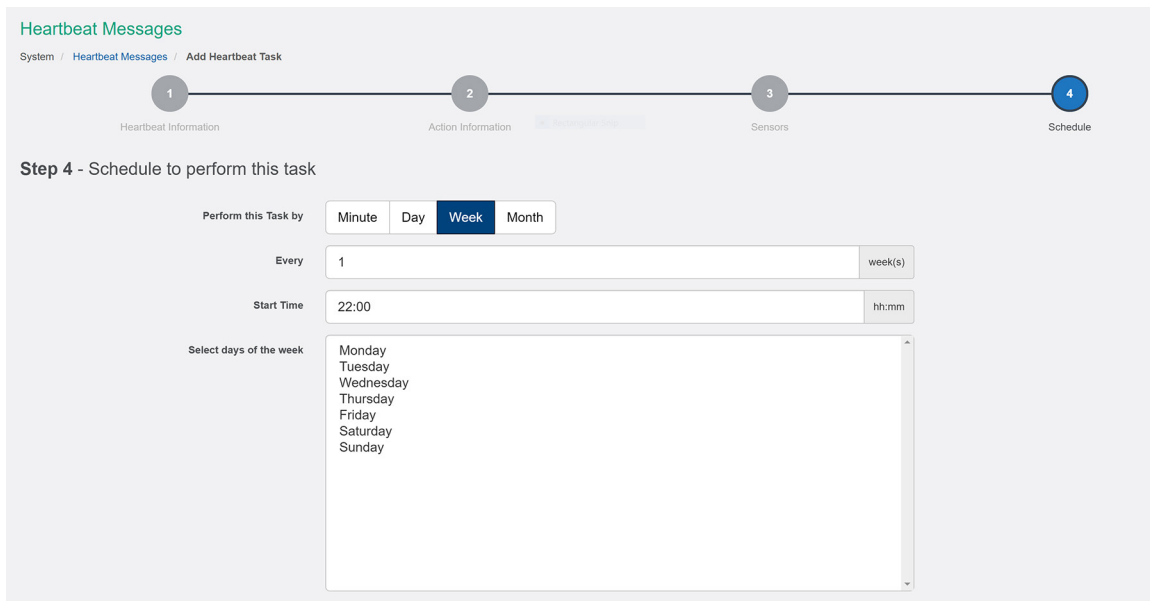 Heartbeat Messages
System / Heartbeat Messages / Add Heartbeat Task
1 2 3 4
Heartbeat Information Action Information Sensors Schedule
Step 4 - Schedule to perform this task
Perform this Task by Minute Day Week Month
Every 1 week(s)
Start Time 22:00 hh:mm
Select days of the week Monday
Tuesday
Wednesday
Thursday
Friday
Saturday
Sunday